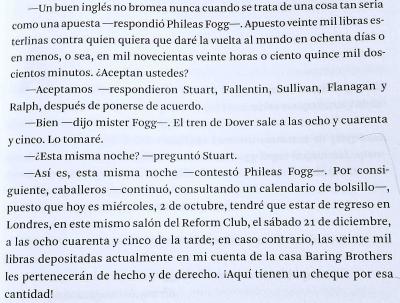 —Un buen inglés no bromea nunca cuando se trata de una cosa tan seria
como una apuesta —respondió Phileas Fogg—. Apuesto veinte mil libras es-
terlinas contra quien quiera que daré la vuelta al mundo en ochenta días o
en menos, o sea, en mil novecientas veinte horas o ciento quince mil dos-
cientos minutos. ¿Aceptan ustedes?
—Aceptamos —respondieron Stuart, Fallentin, Sullivan, Flanagan y
Ralph, después de ponerse de acuerdo.
—Bien —dijo mister Fogg—. El tren de Dover sale a las ocho y cuarenta
y cinco. Lo tomaré.
—¿Esta misma noche? —preguntó Stuart.
—Así es, esta misma noche —contestó Phileas Fogg—. Por consi-
guiente, caballeros —continuó, consultando un calendario de bolsillo—,
puesto que hoy es miércoles, 2 de octubre, tendré que estar de regreso en
Londres, en este mismo salón del Reform Club, el sábado 21 de diciembre,
a las ocho cuarenta y cinco de la tarde; en caso contrario, las veinte mil
libras depositadas actualmente en mi cuenta de la casa Baring Brothers
les pertenecerán de hecho y de derecho. ¡Aquí tienen un cheque por esa
cantidad!